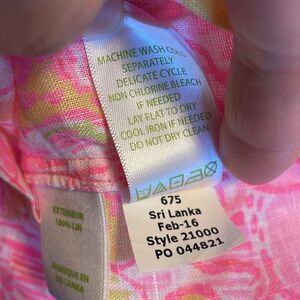 MACHINE WASH COLD
SEPARATELY
DELICATE CYCLE
NON CHLORINE BLEACH
IF NEEDED
LAY FLAT TO DRY
COOL IRON IF NEEDED
DO NOT DRY CLEAN
675
Sri Lanka
Feb-16
Style 21000
PO 044821
EXTERIEUR
100% LIN
FABRIQUE EN
SRI LANKA